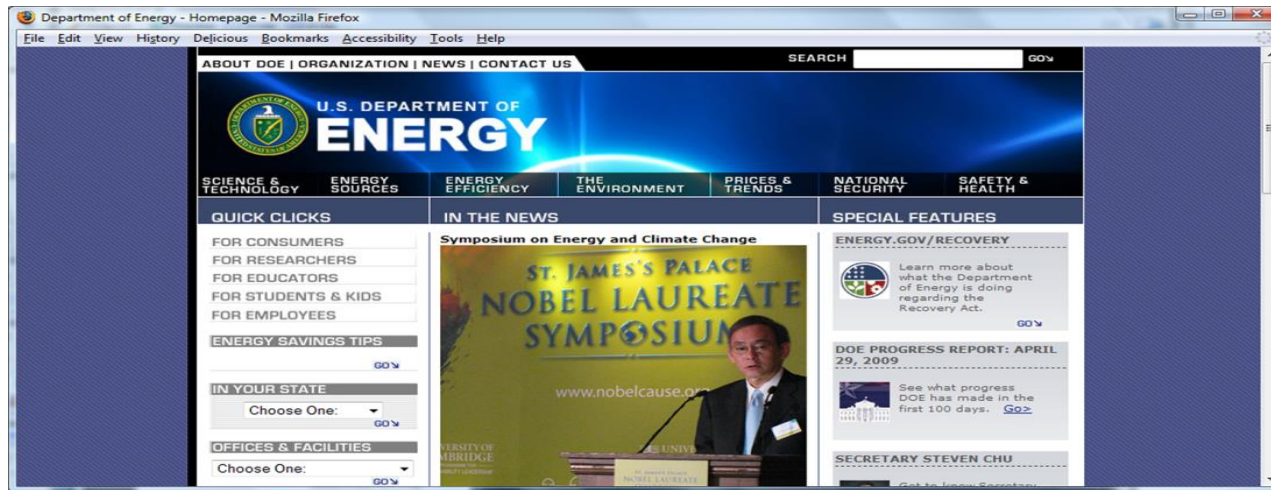 Department of Energy - Homepage - Mozilla Firefox
File Edit View History Delicious Bookmarks Accessibility Tools Help
ABOUT DOE | ORGANIZATION | NEWS | CONTACT US
SEARCH
GO
U.S. DEPARTMENT OF
ENERGY
SCIENCE &
TECHNOLOGY
ENERGY
SOURCES
ENERGY
EFFICIENCY
THE
ENVIRONMENT
PRICES &
TRENDS
NATIONAL
SECURITY
SAFETY &
HEALTH
QUICK CLICKS
FOR CONSUMERS
FOR RESEARCHERS
FOR EDUCATORS
FOR STUDENTS & KIDS
FOR EMPLOYEES
ENERGY SAVINGS TIPS
GO
IN YOUR STATE
Choose One:
GO
OFFICES & FACILITIES
Choose One:
GO
IN THE NEWS
Symposium on Energy and Climate Change
ST. JAMES'S PALACE
NOBEL LAUREATE
SYMPOSIUM
www.nobelcause.org
SPECIAL FEATURES
ENERGY.GOV/RECOVERY
Learn more about
what the Department
of Energy is doing
regarding the
Recovery Act.
GO
DOE PROGRESS REPORT: APRIL
29, 2009
See what progress
DOE has made in the
first 100 days. Go>
SECRETARY STEVEN CHU
Get to know Secretary